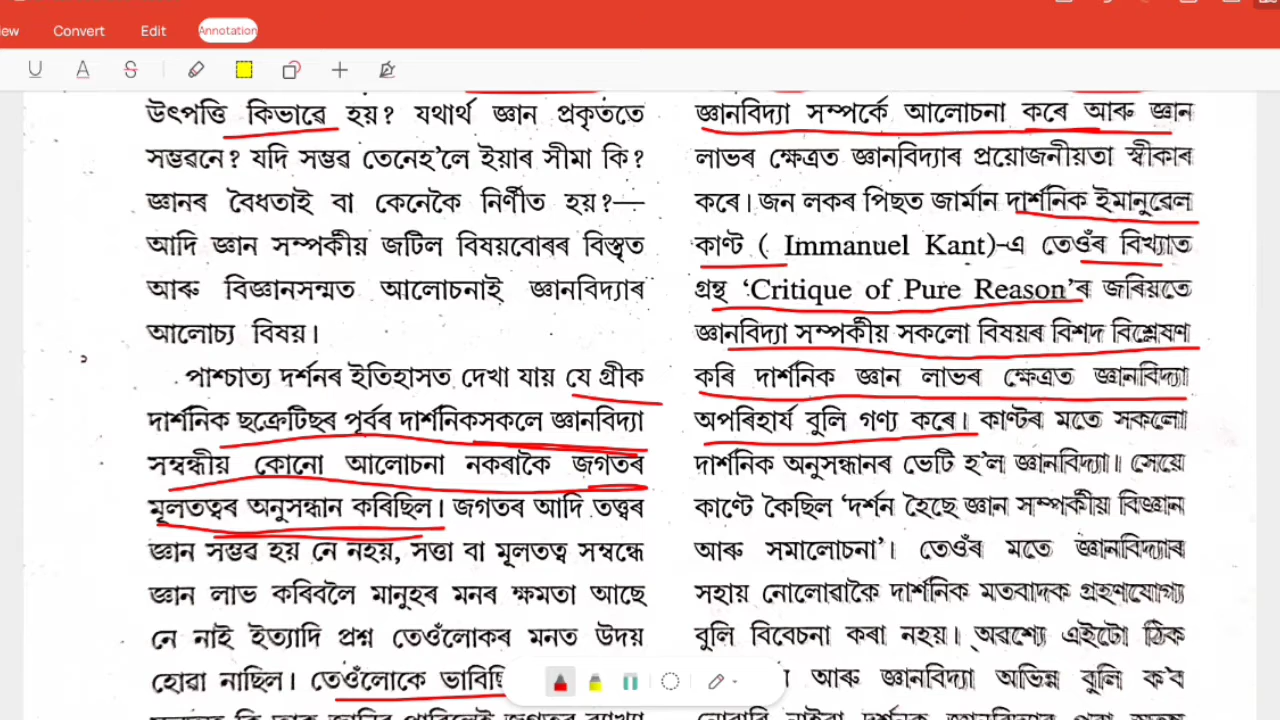 Convert
Edit
Annotation
উৎপত্তি কিভাৱে হয়? যথার্থ জ্ঞান প্ৰকৃততে
সম্ভৱনে? যদি সম্ভৱ তেনেহ'লে ইয়াৰ সীমা কি?
জ্ঞানৰ বৈধতাই বা কেনেকৈ নিৰ্ণীত হয়?—
আদি জ্ঞান সম্পৰ্কীয় জটিল বিষয়বোৰৰ বিস্তৃত
আৰু বিজ্ঞানসন্মত আলোচনাই জ্ঞানবিদ্যাৰ
আলোচ্য বিষয়।
পাশ্চাত্য দৰ্শনৰ ইতিহাসত দেখা যায় যে গ্ৰীক
দাৰ্শনিক ছক্ৰেটিছৰ পূৰ্বৰ দাৰ্শনিকসকলে জ্ঞানবিদ্যা
সম্বন্ধীয় কোনো আলোচনা নকৰাকৈ জগতৰ
মূলতত্বৰ অনুসন্ধান কৰিছিল। জগতৰ আদি তত্ত্বৰ
জ্ঞান সম্ভৱ হয় নে নহয়, সত্তা বা মূলতত্ব সম্বন্ধে
জ্ঞান লাভ কৰিবলৈ মানুহৰ মনৰ ক্ষমতা আছে
নে নাই ইত্যাদি প্ৰশ্ন তেওঁলোকৰ মনত উদয়
হোৱা নাছিল। তেওঁলোকে
জ্ঞানবিদ্যা সম্পৰ্কে আলোচনা কৰে আৰু জ্ঞান
লাভৰ ক্ষেত্ৰত জ্ঞানবিদ্যাৰ প্ৰয়োজনীয়তা স্বীকাৰ
কৰে। জন লকৰ পিছত জাৰ্মান দাৰ্শনিক ইমানুৱেল
কাণ্ট ( Immanuel Kant)-এ তেওঁৰ বিখ্যাত
গ্ৰন্থ 'Critique of Pure Reason'ৰ জৰিয়তে
জ্ঞানবিদ্যা সম্পৰ্কীয় সকলো বিষয়ৰ বিশদ বিশ্লেষণ
কৰি দাৰ্শনিক জ্ঞান লাভৰ ক্ষেত্ৰত জ্ঞানবিদ্যা
অপৰিহাৰ্য বুলি গণ্য কৰে। কাণ্টৰ মতে সকলো
দাৰ্শনিক অনুসন্ধানৰ ভেটি হ'ল জ্ঞানবিদ্যা। সেয়ে
কাণ্টে কৈছিল 'দৰ্শন হৈছে জ্ঞান সম্পৰ্কীয় বিজ্ঞান
আৰু সমালোচনা'। তেওঁৰ মতে জ্ঞানবিদ্যাৰ
সহায় নোলোৱাকৈ দাৰ্শনিক মতবাদক গ্ৰহণযোগ্য
বুলি বিবেচনা কৰা নহয়। অৱশ্যে এইটো ঠিক
আৰু জ্ঞানবিদ্যা অভিন্ন বুলি ক'ব